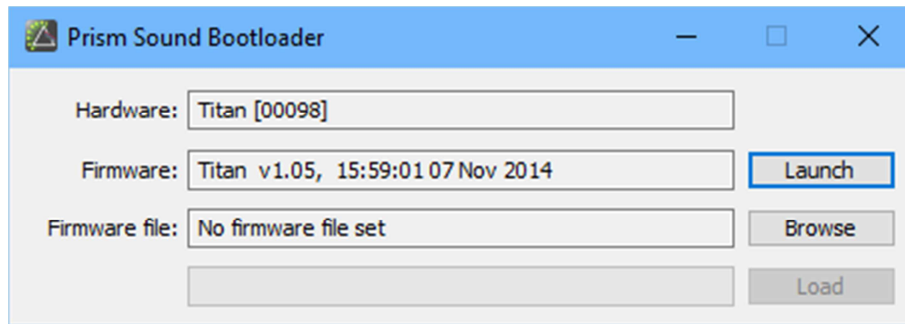 Prism Sound Bootloader
Hardware: Titan [00098]
Firmware: Titan v1.05, 15:59:01 07 Nov 2014 Launch
Firmware file: No firmware file set Browse
Load